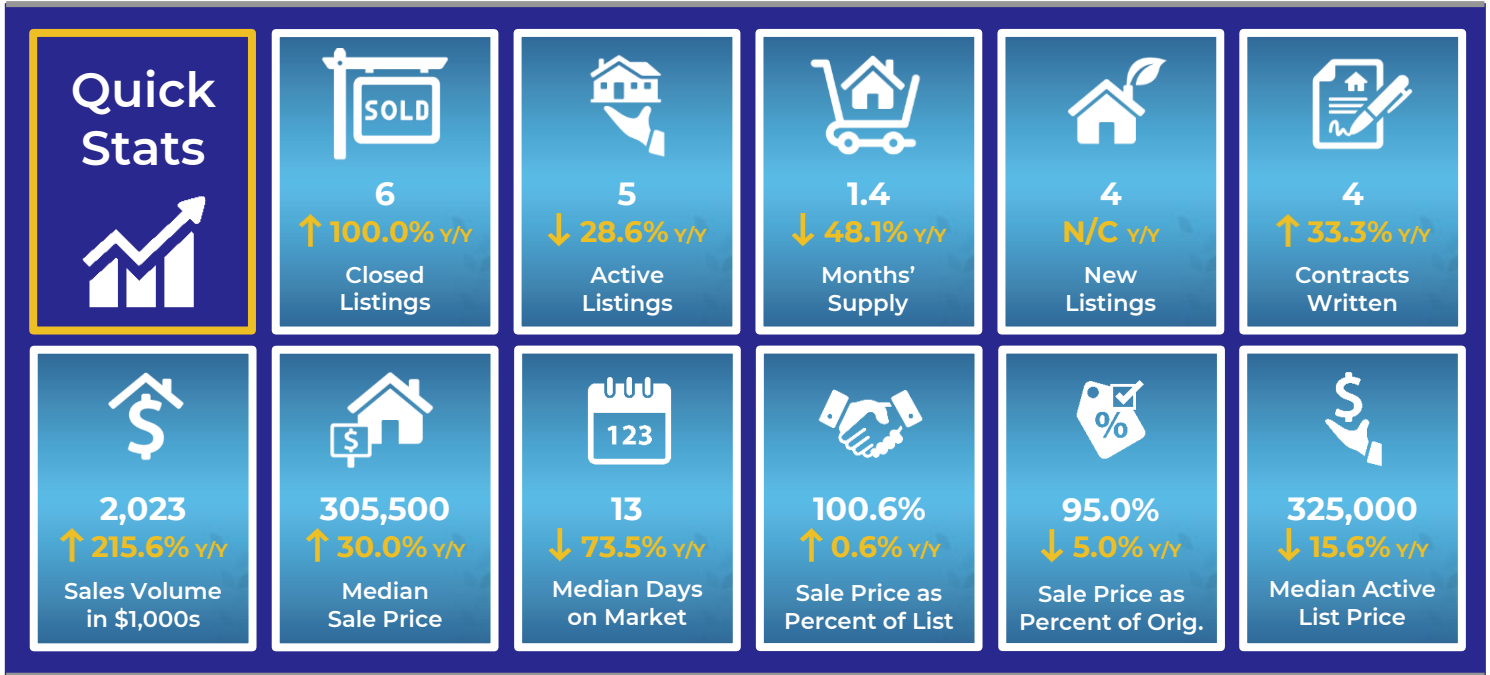 Quick
Stats
SOLD
6
↑ 100.0% Y/Y
Closed
Listings
5
↓ 28.6% Y/Y
Active
Listings
1.4
↓ 48.1% Y/Y
Months’
Supply
4
N/C Y/Y
New
Listings
4
↑ 33.3% Y/Y
Contracts
Written
$
2,023
↑ 215.6% Y/Y
Sales Volume
in $1,000s
$
305,500
↑ 30.0% Y/Y
Median
Sale Price
123
13
↓ 73.5% Y/Y
Median Days
on Market
100.6%
↑ 0.6% Y/Y
Sale Price as
Percent of List
%
95.0%
↓ 5.0% Y/Y
Sale Price as
Percent of Orig.
$
325,000
↓ 15.6% Y/Y
Median Active
List Price